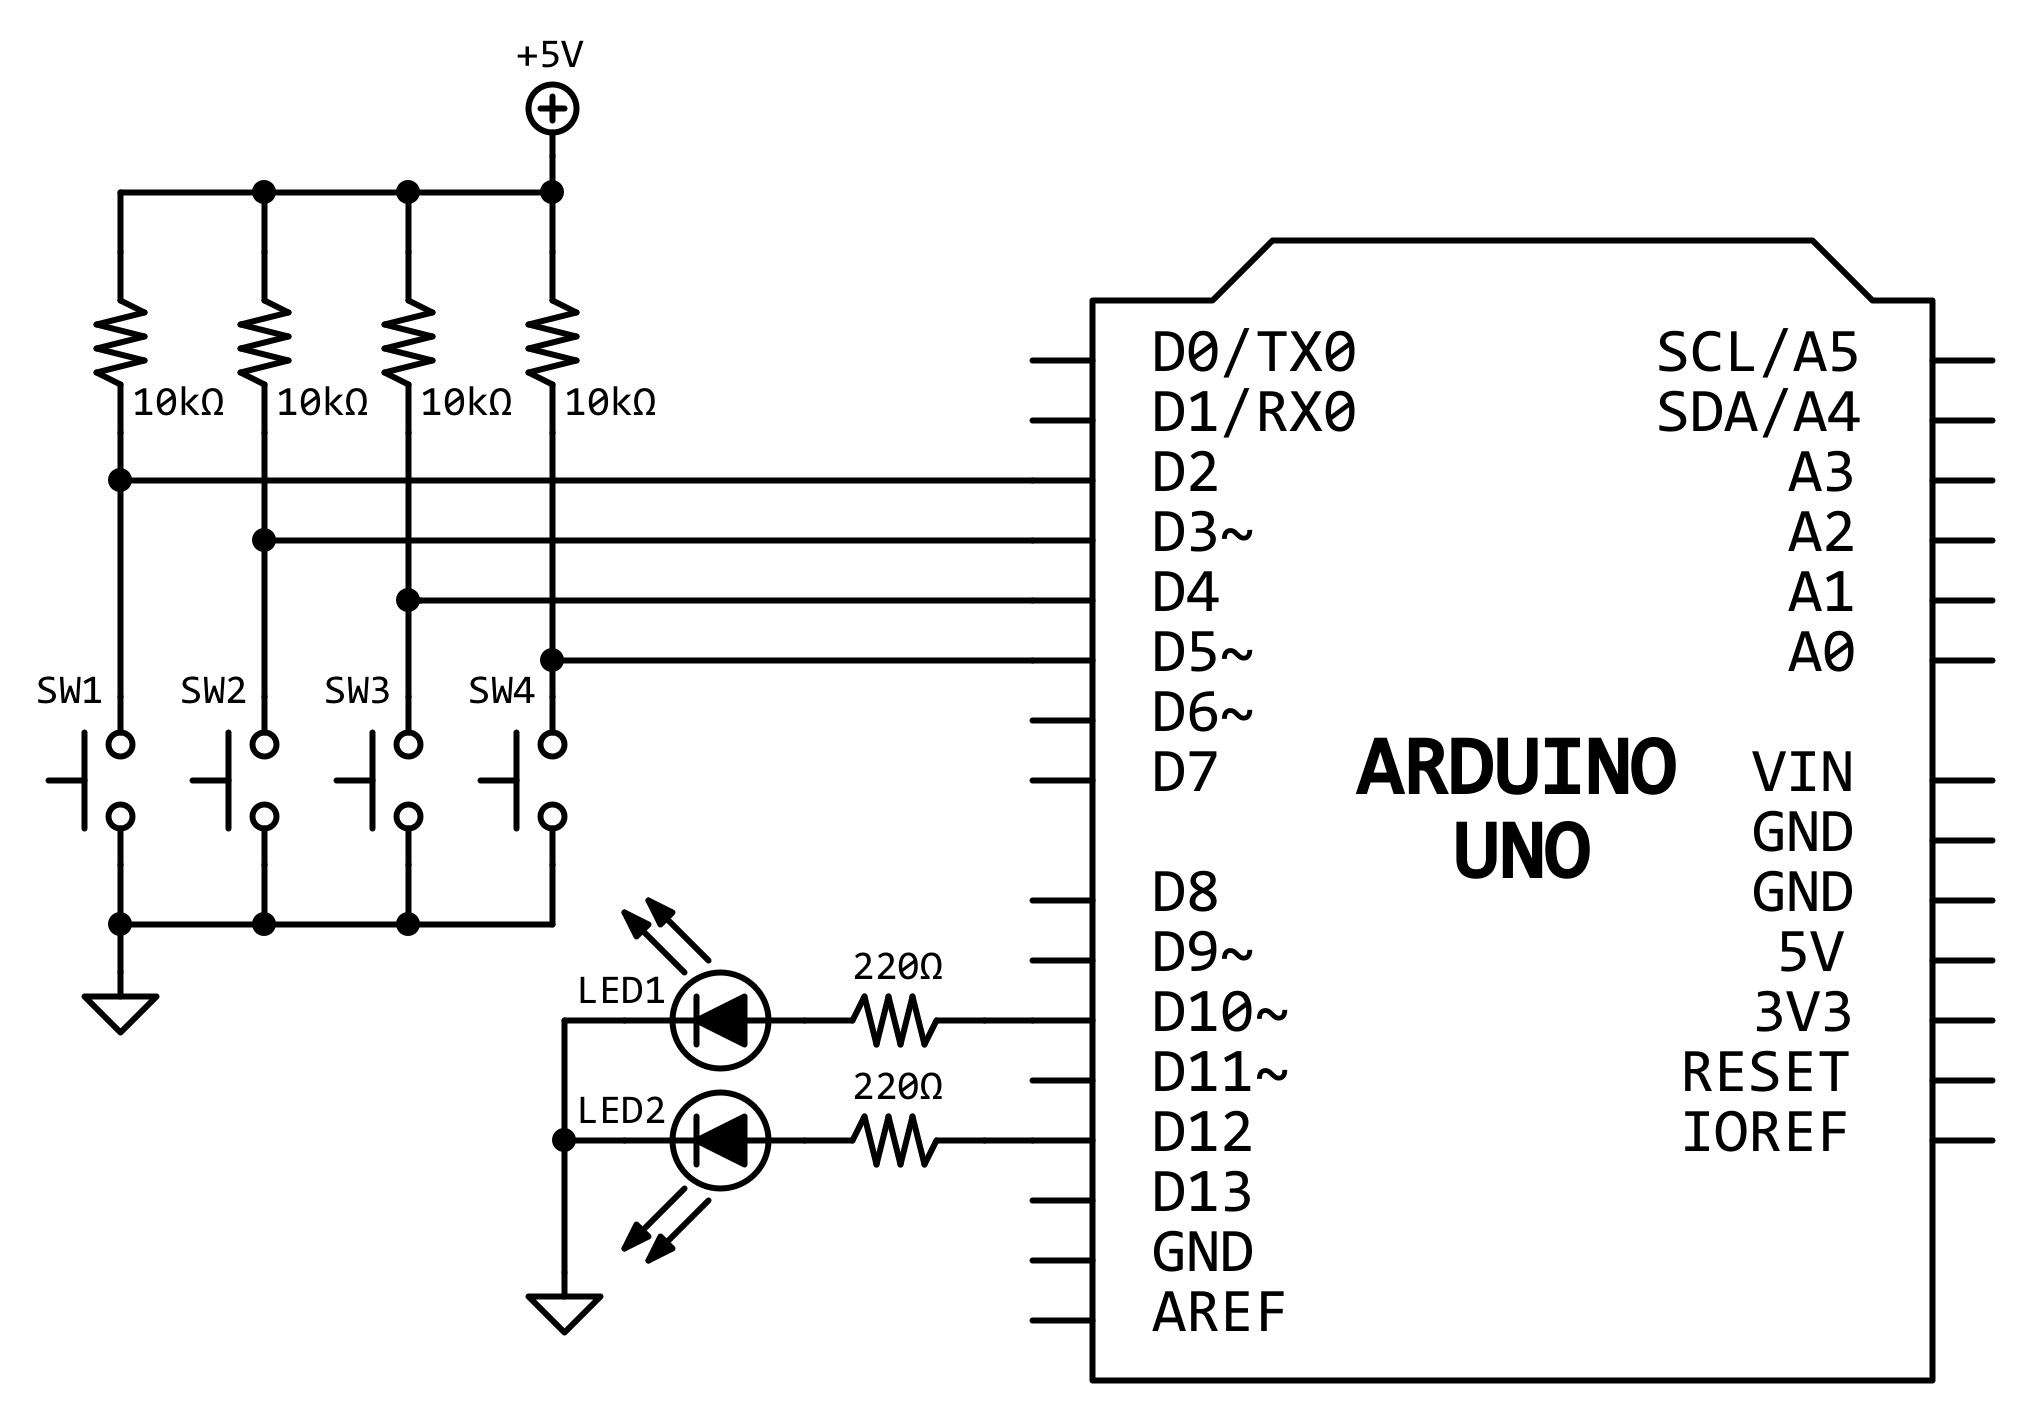 +5V
10kΩ 10kΩ 10kΩ 10kΩ
SW1 SW2 SW3 SW4
LED1 220Ω
LED2 220Ω
D0/TX0
D1/RX0
D2
D3~
D4
D5~
D6~
D7
D8
D9~
D10~
D11~
D12
D13
GND
AREF
ARDUINO
UNO
SCL/A5
SDA/A4
A3
A2
A1
A0
VIN
GND
GND
5V
3V3
RESET
IOREF